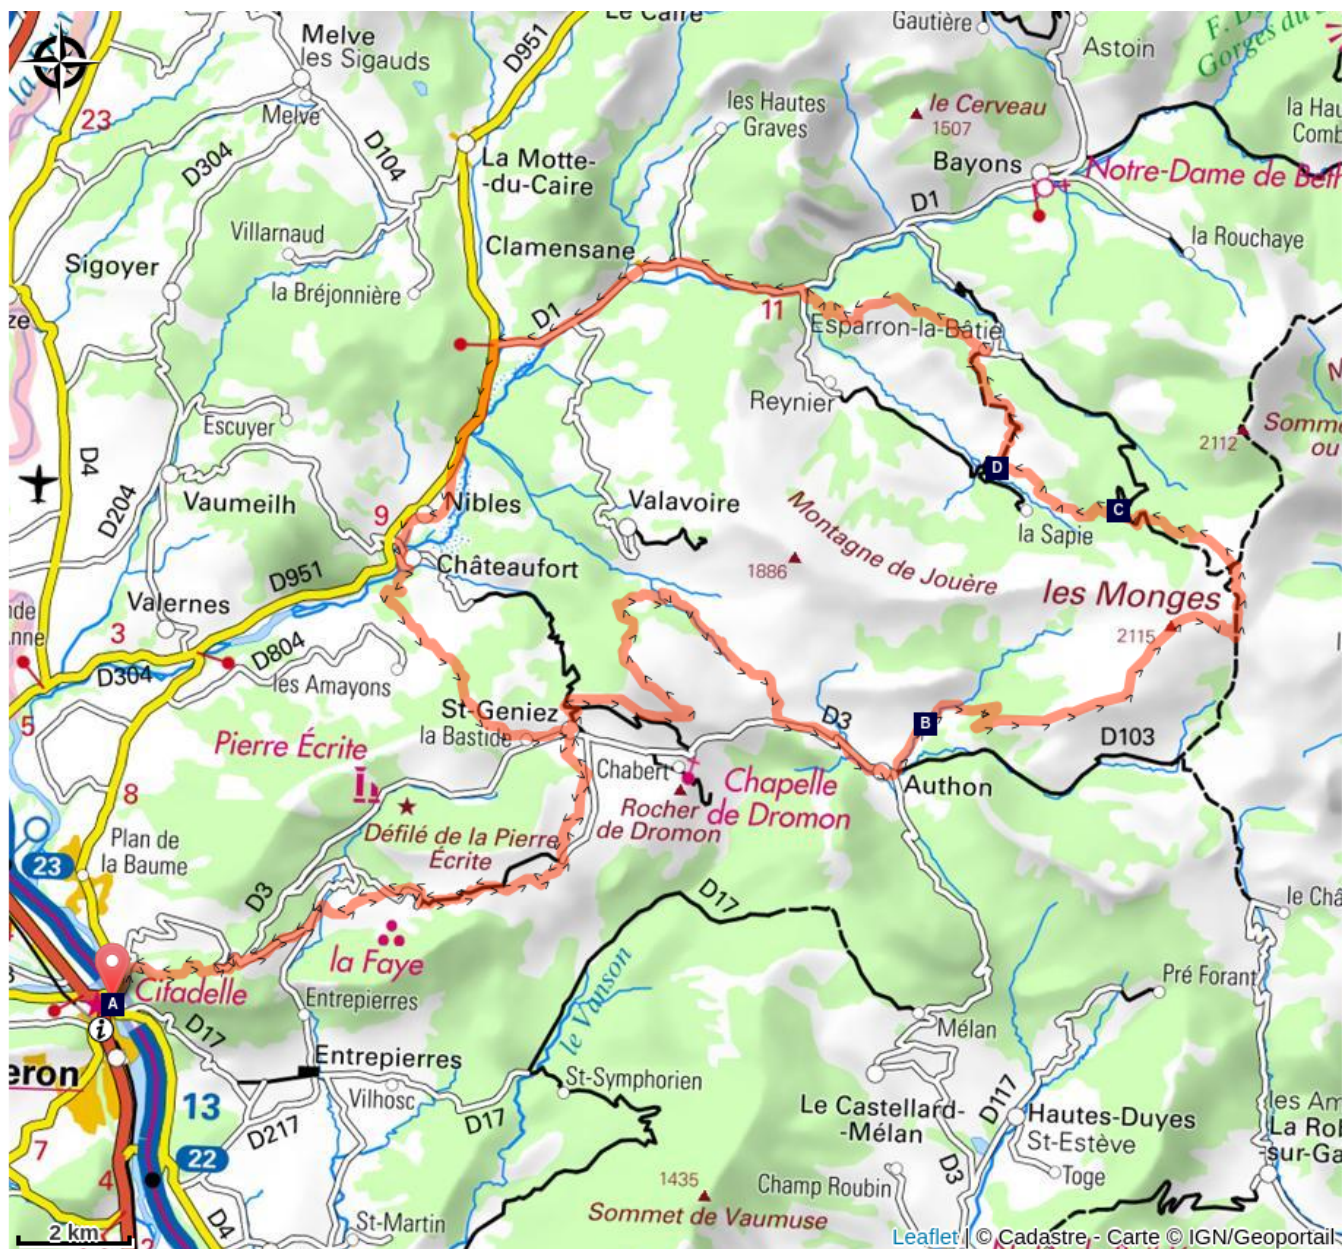 Le Caire
Gautière
Astoin
Gorges du
Melve
les Sigauds
D951
23
Melve
D104
D304
les Hautes
Graves
le Cerveau
1507
Bayons
Notre-Dame de Beth
La Motte-
-du-Caire
D1
la Rouchaye
Villarnaud
Sigoyer
la Bréjonnière
Clamensane
D1
11
Esparron-la-Bâtie
Reynier
Escuyer
D4
D204
Vaumeilh
9
Nibles
Valavoire
2112
D
C
la Sapie
Montagne de Jouère
1886
Châteaufort
D951
Valernes
3
D304
D804
les Amayons
les Monges
2115
5
St-Geniez
la Bastide
Pierre Écrite
D3
B
D103
Authon
Chabert
Chapelle
de Dromon
Rocher
de Dromon
8
Défilé de la Pierre
Écrite
Plan de
la Baume
23
D3
D17
le Vanson
la Faye
Citadelle
A
i
Entrepierres
D17
Pré Forant
Mélan
eron
Entrepierres
Vilhosc
St-Symphorien
13
D217
D17
22
7
4
D4
Le Castellard-
-Mélan
D117
Hautes-Duyes
St-Estève
Toge
D3
Champ Roubin
1435
Sommet de Vaumuse
St-Martin
2 km
Leaflet | © Cadastre - Carte © IGN/Geoportail